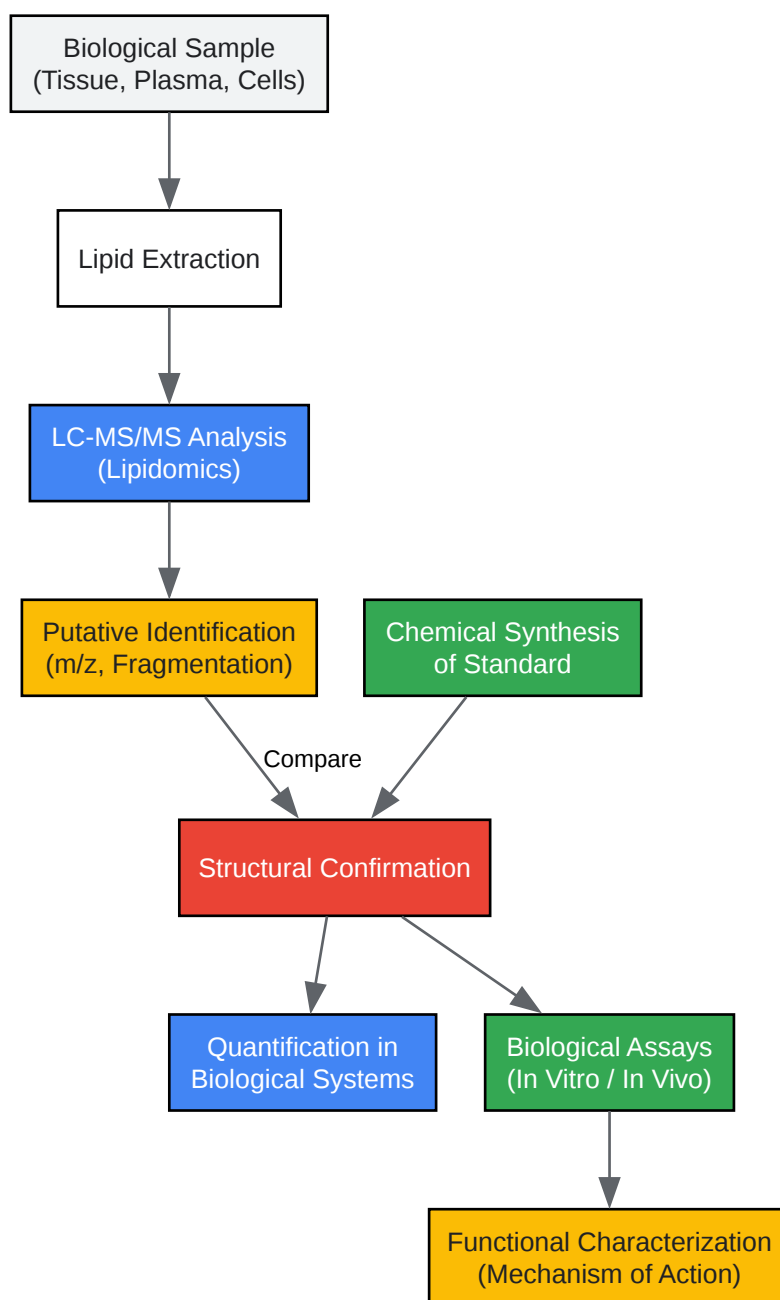 Biological Sample
(Tissue, Plasma, Cells)
Lipid Extraction
LC-MS/MS Analysis
(Lipidomics)
Putative Identification
(m/z, Fragmentation)
Chemical Synthesis
of Standard
Compare
Structural Confirmation
Quantification in
Biological Systems
Biological Assays
(In Vitro / In Vivo)
Functional Characterization
(Mechanism of Action)